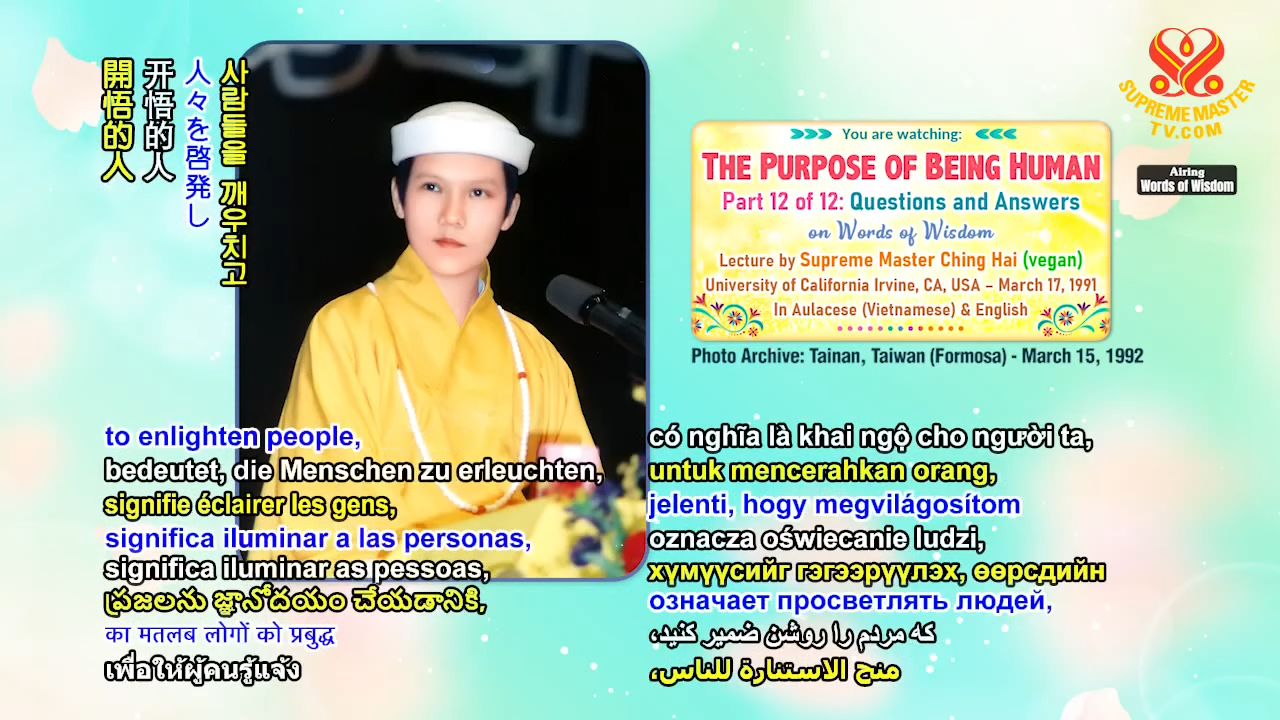 開悟的人
开悟的人
人々を啓発し
사람들을 깨우치고
SUPREME MASTER
TV.COM
Airing
Words of Wisdom
You are watching:
THE PURPOSE OF BEING HUMAN
Part 12 of 12: Questions and Answers
on Words of Wisdom
Lecture by Supreme Master Ching Hai (vegan)
University of California Irvine, CA, USA – March 17, 1991
In Aulacese (Vietnamese) & English
Photo Archive: Tainan, Taiwan (Formosa) - March 15, 1992
to enlighten people,
bedeutet, die Menschen zu erleuchten,
signifie éclairer les gens,
significa iluminar a las personas,
significa iluminar as pessoas,
ప్రజలను జ్ఞానోదయం చేయడానికి,
का मतलब लोगों को प्रबुद्ध
เพื่อให้ผู้คนรู้แจ้ง
có nghĩa là khai ngộ cho người ta,
untuk mencerahkan orang,
jelenti, hogy megvilágosítom
oznacza oświecanie ludzi,
хүмүүсийг гэгээрүүлэх, өөрсдийн
означает просветлять людей,
که مردم را روشن ضمیر کنید،
منح الاستنارة للناس،